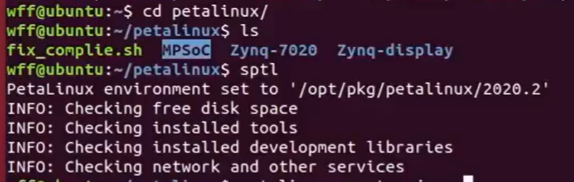 wff@ubuntu:~$ cd petalinux/
wff@ubuntu:~/petalinux$ ls
fix_complie.sh MPSoC Zynq-7020 Zynq-display
wff@ubuntu:~/petalinux$ sptl
PetaLinux environment set to '/opt/pkg/petalinux/2020.2'
INFO: Checking free disk space
INFO: Checking installed tools
INFO: Checking installed development libraries
INFO: Checking network and other services